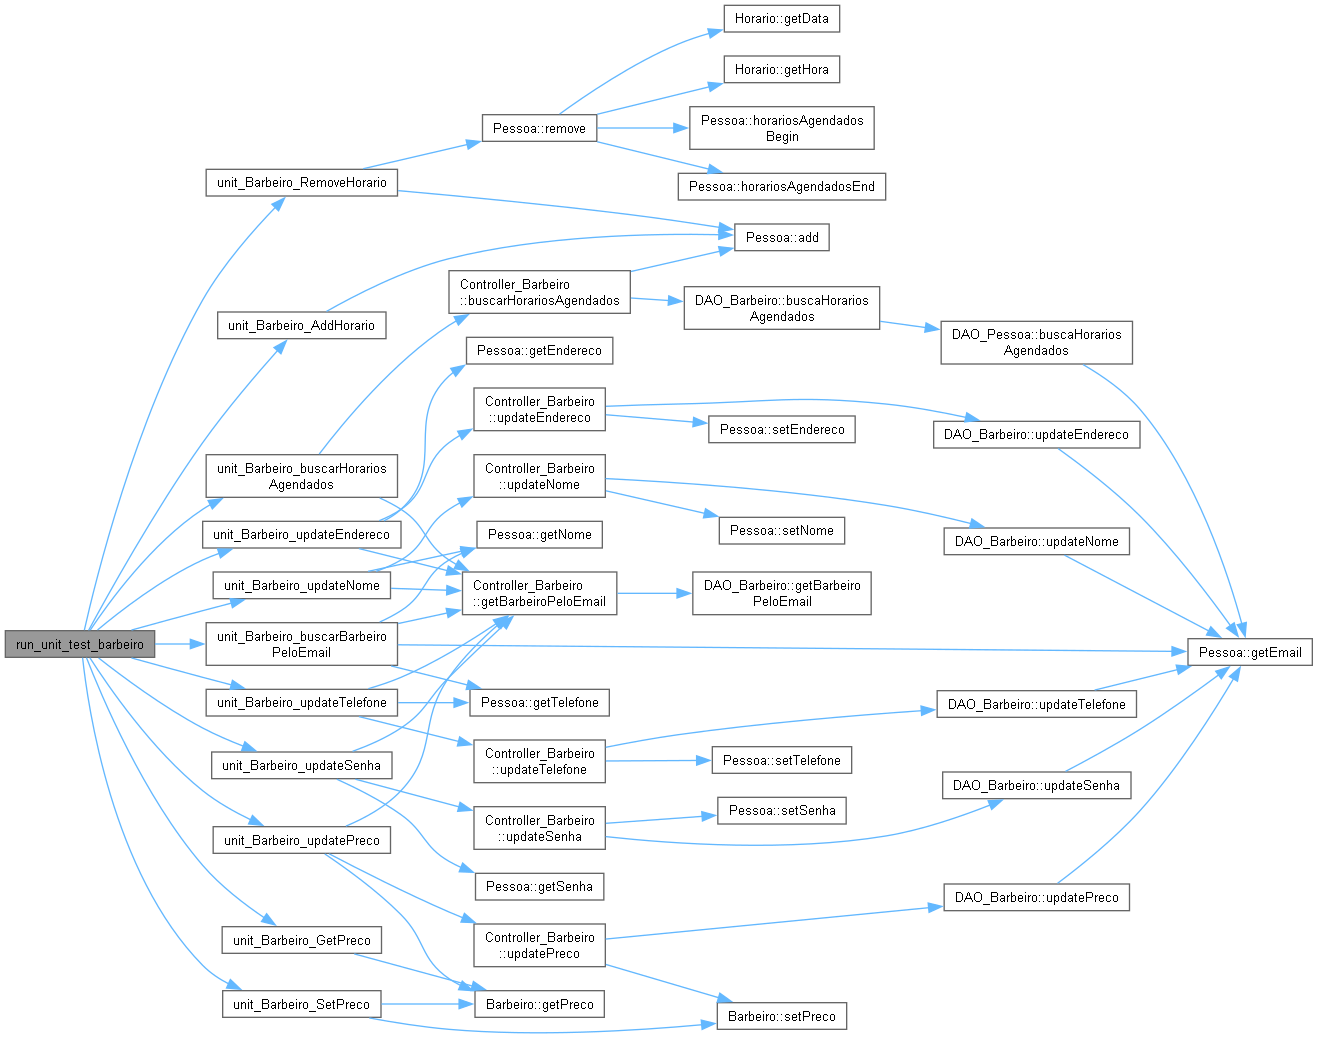 run_unit_test_barbeiro
unit_Barbeiro_RemoveHorario
unit_Barbeiro_AddHorario
unit_Barbeiro_buscarHorarios
Agendados
unit_Barbeiro_updateEndereco
unit_Barbeiro_updateNome
unit_Barbeiro_buscarBarbeiro
PeloEmail
unit_Barbeiro_updateTelefone
unit_Barbeiro_updateSenha
unit_Barbeiro_updatePreco
unit_Barbeiro_GetPreco
unit_Barbeiro_SetPreco
Pessoa::remove
Controller_Barbeiro
::buscarHorariosAgendados
Pessoa::getEndereco
Controller_Barbeiro
::updateEndereco
Controller_Barbeiro
::updateNome
Pessoa::getNome
Controller_Barbeiro
::getBarbeiroPeloEmail
Pessoa::getTelefone
Controller_Barbeiro
::updateTelefone
Controller_Barbeiro
::updateSenha
Pessoa::getSenha
Controller_Barbeiro
::updatePreco
Barbeiro::getPreco
Horario::getData
Horario::getHora
Pessoa::horariosAgendados
Begin
Pessoa::horariosAgendadosEnd
Pessoa::add
DAO_Barbeiro::buscaHorarios
Agendados
Pessoa::setEndereco
Pessoa::setNome
DAO_Barbeiro::getBarbeiro
PeloEmail
Pessoa::setTelefone
Pessoa::setSenha
Barbeiro::setPreco
DAO_Pessoa::buscaHorarios
Agendados
DAO_Barbeiro::updateEndereco
DAO_Barbeiro::updateNome
DAO_Barbeiro::updateTelefone
DAO_Barbeiro::updateSenha
DAO_Barbeiro::updatePreco
Pessoa::getEmail